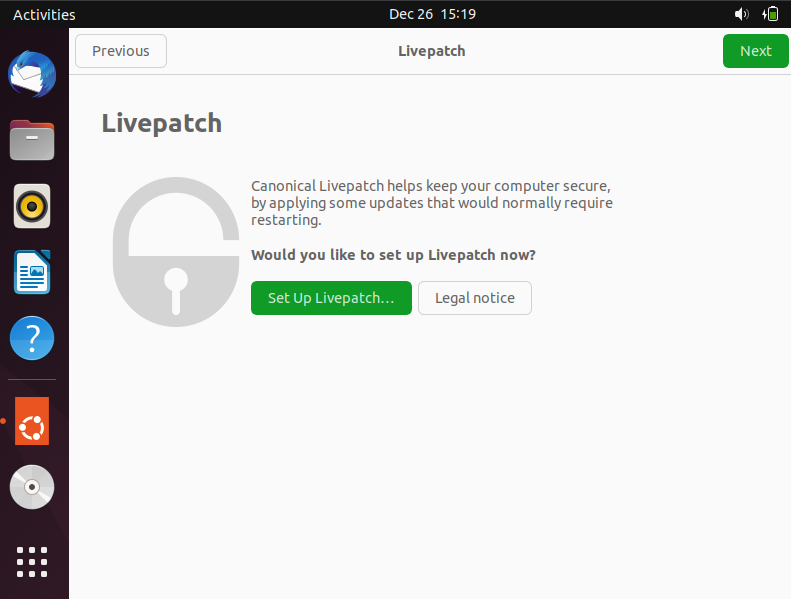 Activities
Dec 26 15:19
Previous
Livepatch
Next
Livepatch
Canonical Livepatch helps keep your computer secure,
by applying some updates that would normally require
restarting.
Would you like to set up Livepatch now?
Set Up Livepatch…
Legal notice
?